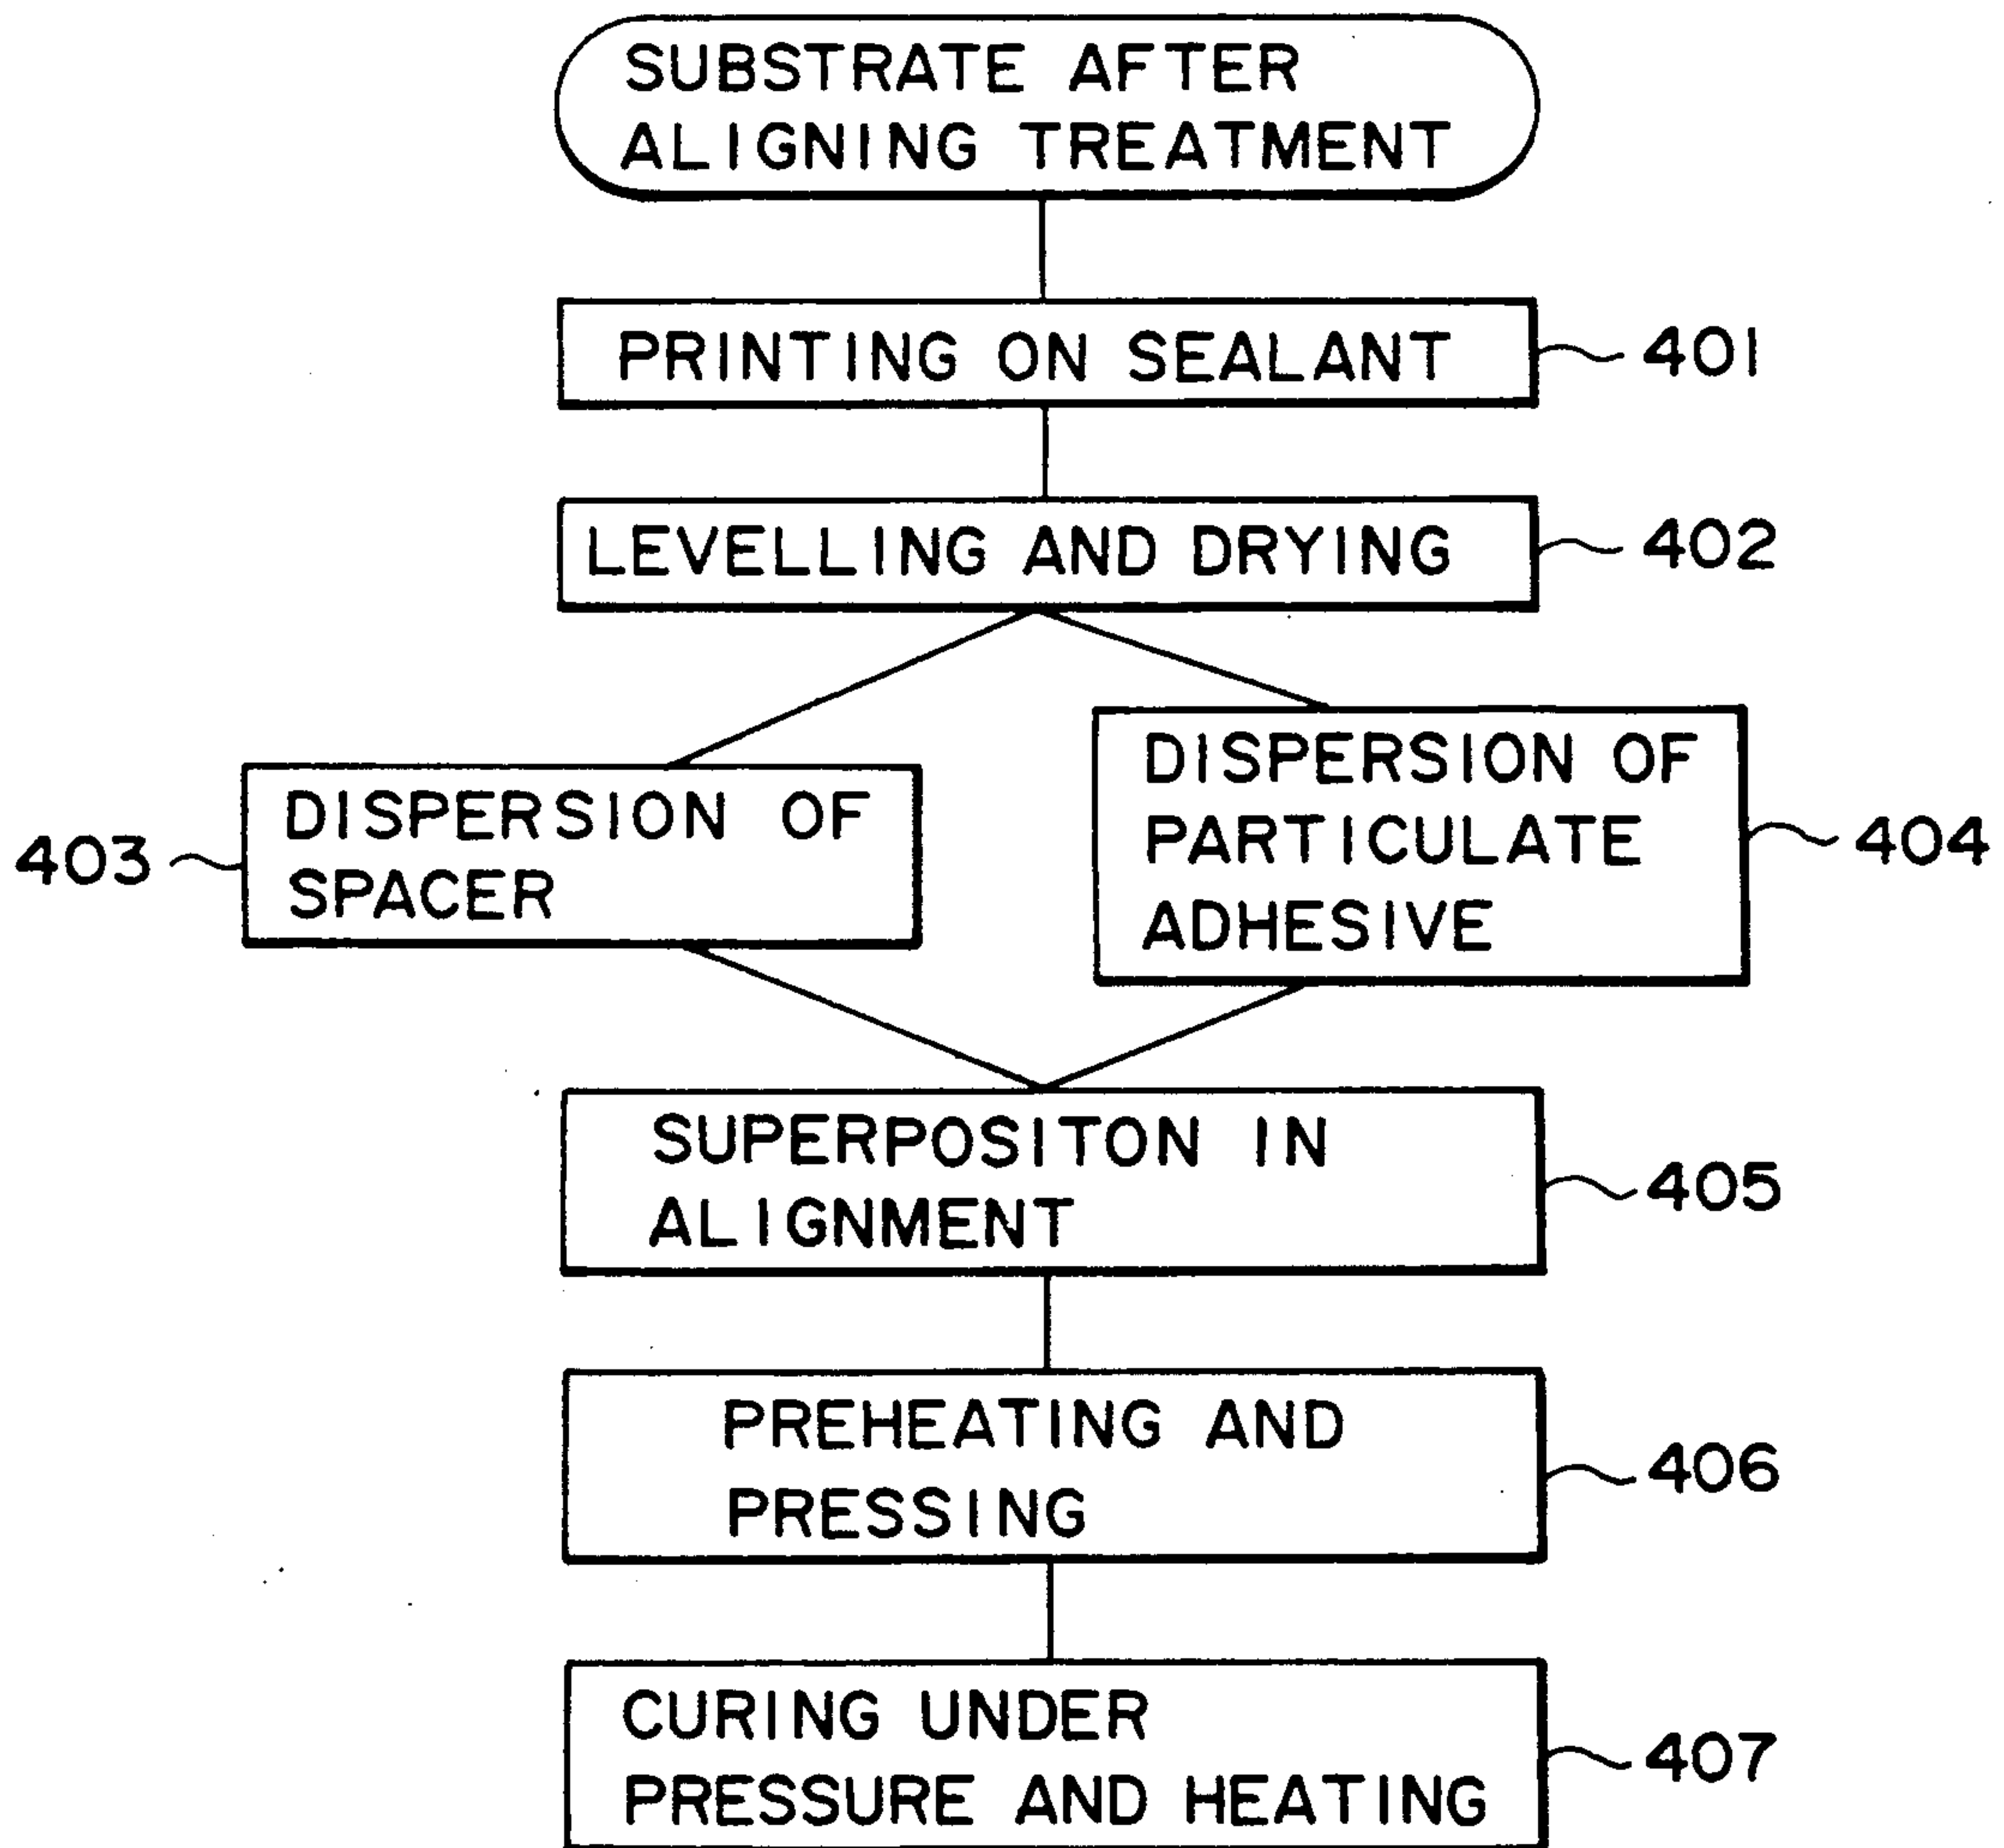 SUBSTRATE AFTER
ALIGNING TREATMENT
PRINTING ON SEALANT
401
LEVELLING AND DRYING
402
403
DISPERSION OF
SPACER
DISPERSION OF
PARTICULATE
ADHESIVE
404
SUPERPOSITON IN
ALIGNMENT
405
PREHEATING AND
PRESSING
406
CURING UNDER
PRESSURE AND HEATING
407